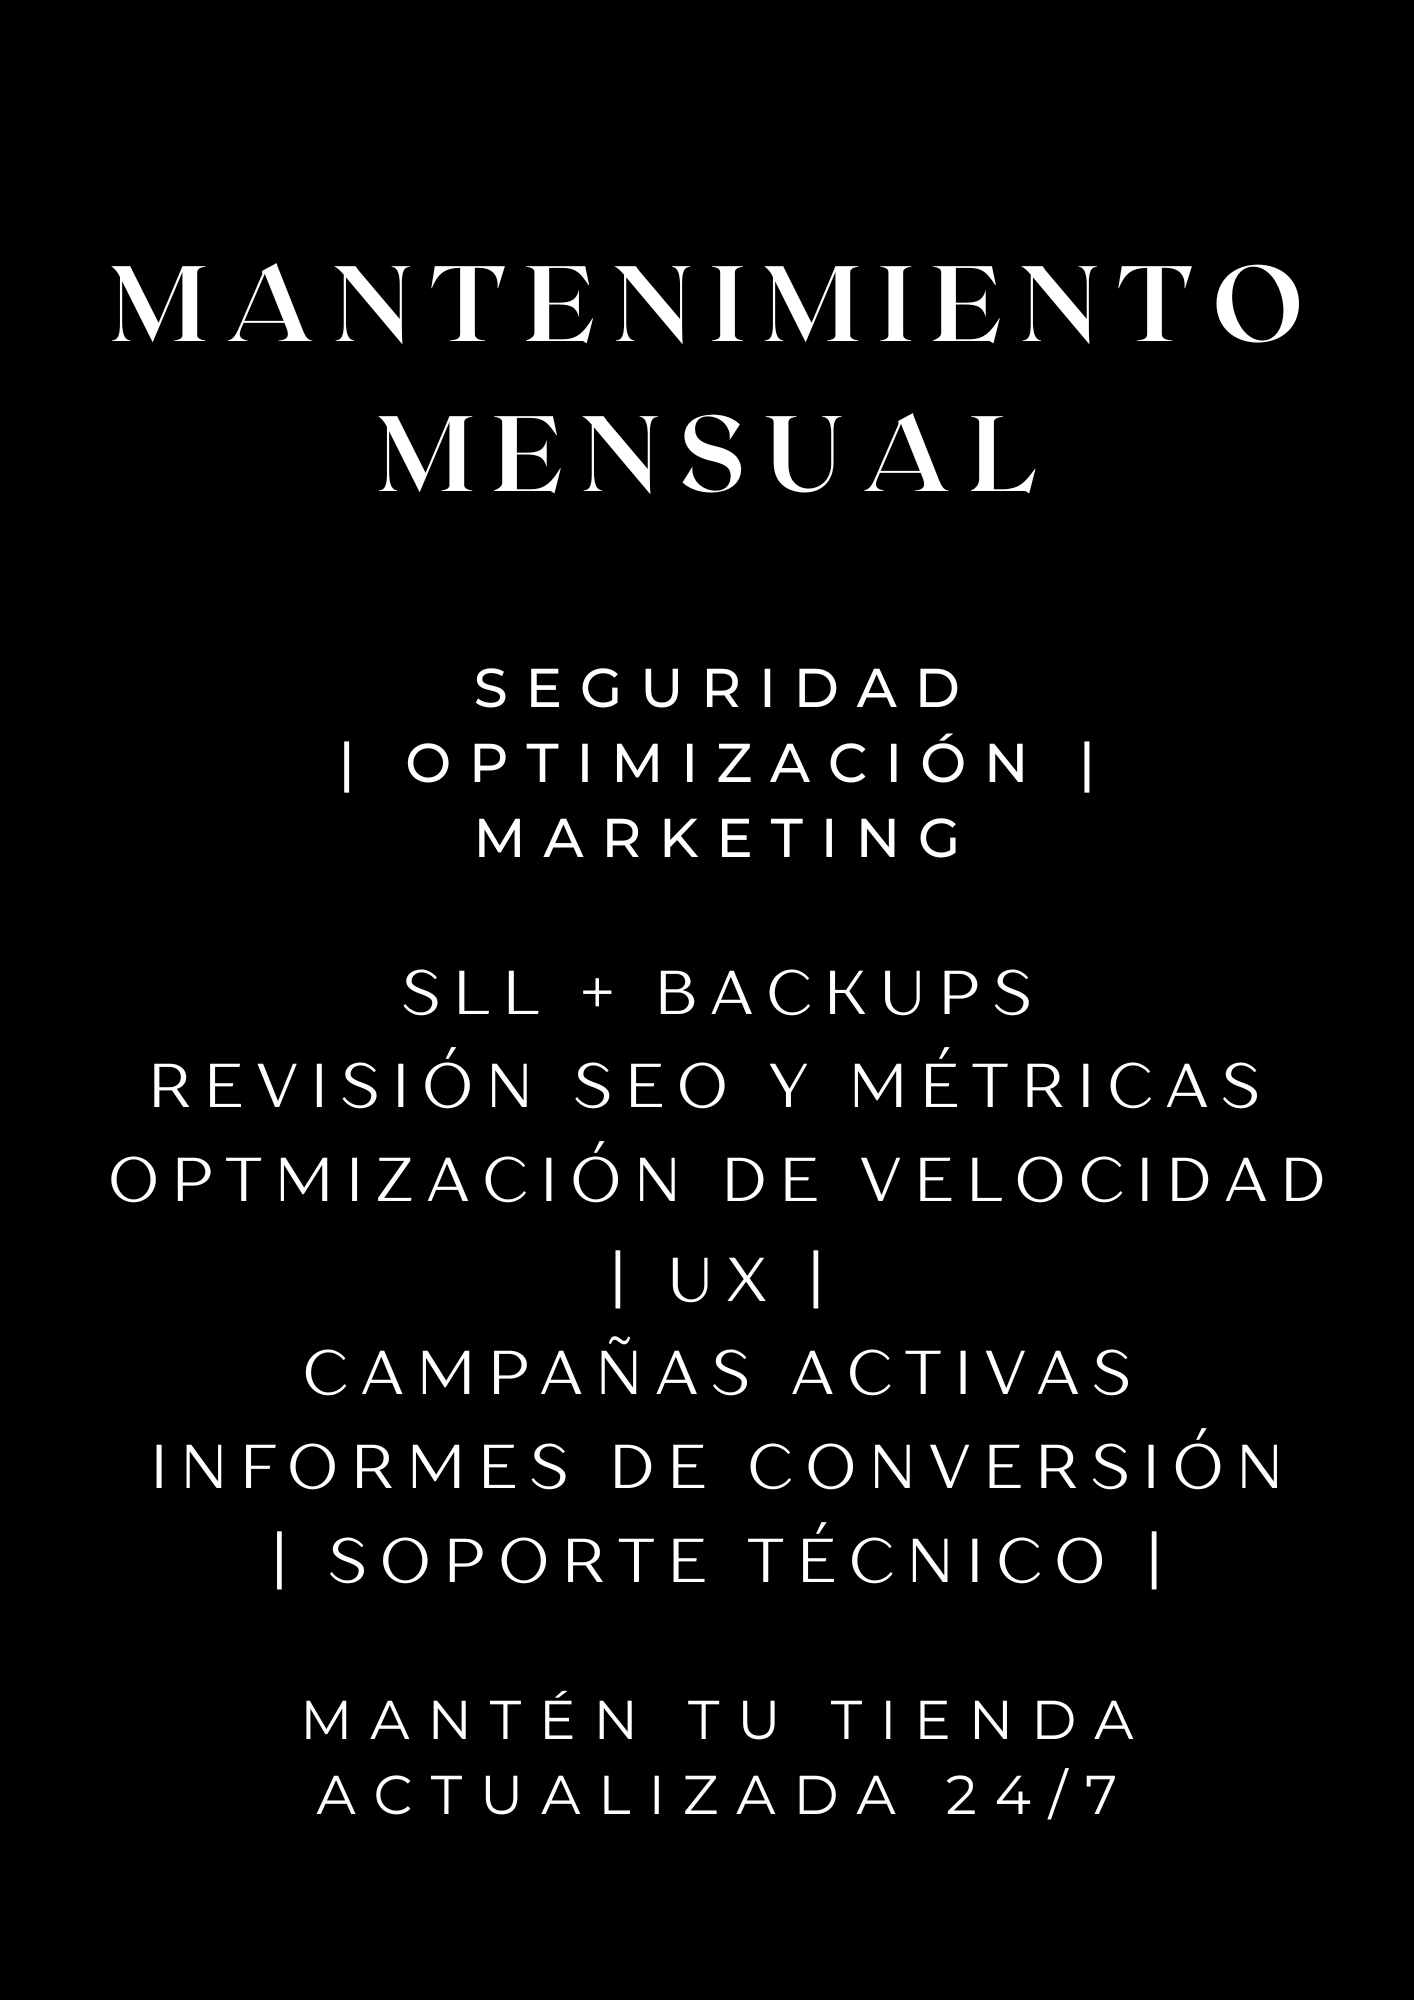 MANTENIMIENTO
MENSUAL
SEGURIDAD
| OPTIMIZACIÓN |
MARKETING
SLL + BACKUPS
REVISIÓN SEO Y MÉTRICAS
OPTMIZACIÓN DE VELOCIDAD
| UX |
CAMPAÑAS ACTIVAS
INFORMES DE CONVERSIÓN
| SOPORTE TÉCNICO |
MANTÉN TU TIENDA
ACTUALIZADA 24/7